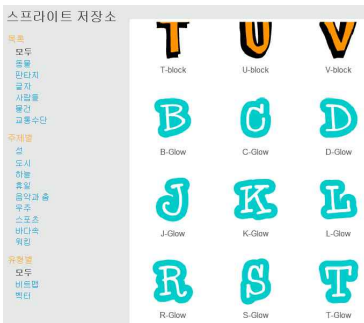 스프라이트 저장소
목록
모두
동물
판타지
글자
사람들
물건
교통수단
주제별
성
도시
하늘
휴일
음악과 춤
우주
스포츠
바다속
워킹
유형별
모두
비트맵
벡터
T U V
T-block U-block V-block
B C D
B-Glow C-Glow D-Glow
J K L
J-Glow K-Glow L-Glow
R S T
R-Glow S-Glow T-Glow